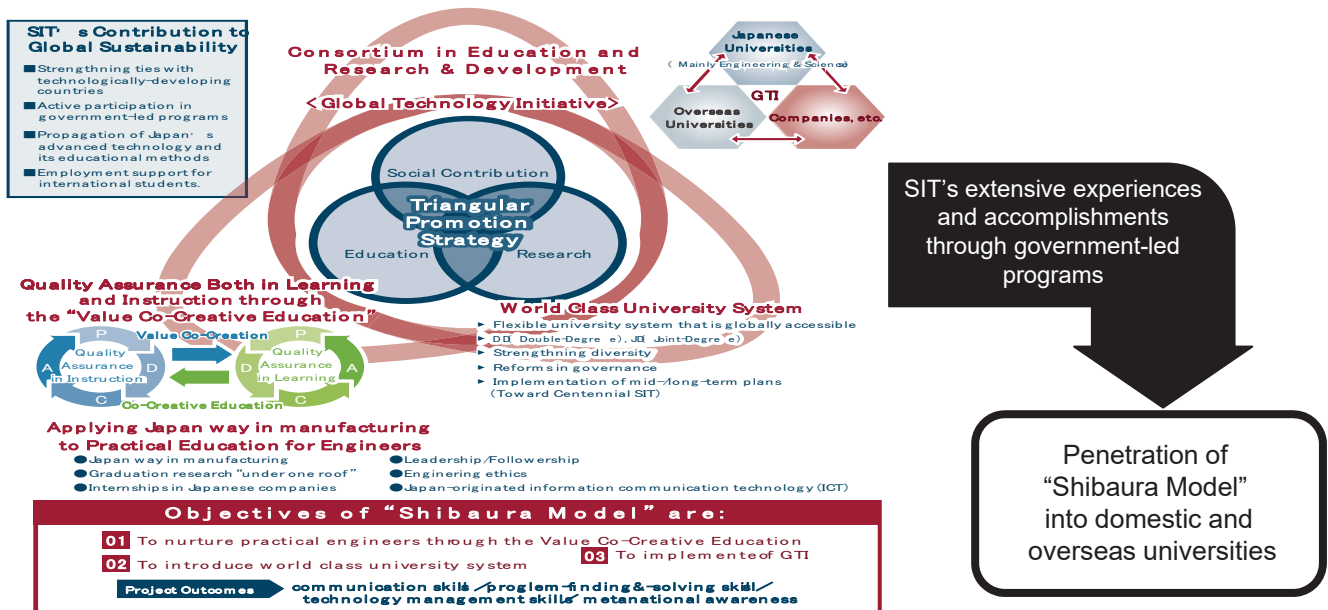 SIT' s Contribution to
Global Sustainability
■Strengthning ties with
technologically-developing
countries
■Active participation in
government-led programs
■Propagation of Japan' s
advanced technology and
its educational methods
■Employment support for
international students.
Consortium in Education and
Research & Development
<Global Technology Initiative>
Japanese
Universities
( Mainly Engineering & Science)
GTI
Overseas
Universities
Companies, etc.
Social Contribution
Triangular
Promotion
Strategy
Education
Research
SIT's extensive experiences
and accomplishments
through government-led
programs
Quality Assurance Both in Learning
and Instruction through
the "Value Co-Creative Education"
Value Co-Creation
P
Quality
Assurance
in Instruction
A
D
C
P
Quality
Assurance
in Learning
D
A
C
Co-Creative Education
World Class University System
► Flexible university system that is globally accessible
► DD( Double-Degre e), JD( Joint-Degre e)
► Strengthning diversity
► Reforms in governance
► Implementation of mid-/long-term plans
(Toward Centennial SIT)
Applying Japan way in manufacturing
to Practical Education for Engineers
●Japan way in manufacturing
●Graduation research "under one roof"
●Internships in Japanese companies
●Leadership/Followership
●Enginering ethics
●Japan-originated information communication technology (ICT)
Penetration of
"Shibaura Model"
into domestic and
overseas universities
Objectives of "Shibaura Model" are:
01 To nurture practical engineers through the Value Co-Creative Education
02 To introduce world class university system
03 To implementeof GTI
Project Outcomes
communication skills/proglem-finding&-solving skill/
technology management skills/ metanational awareness